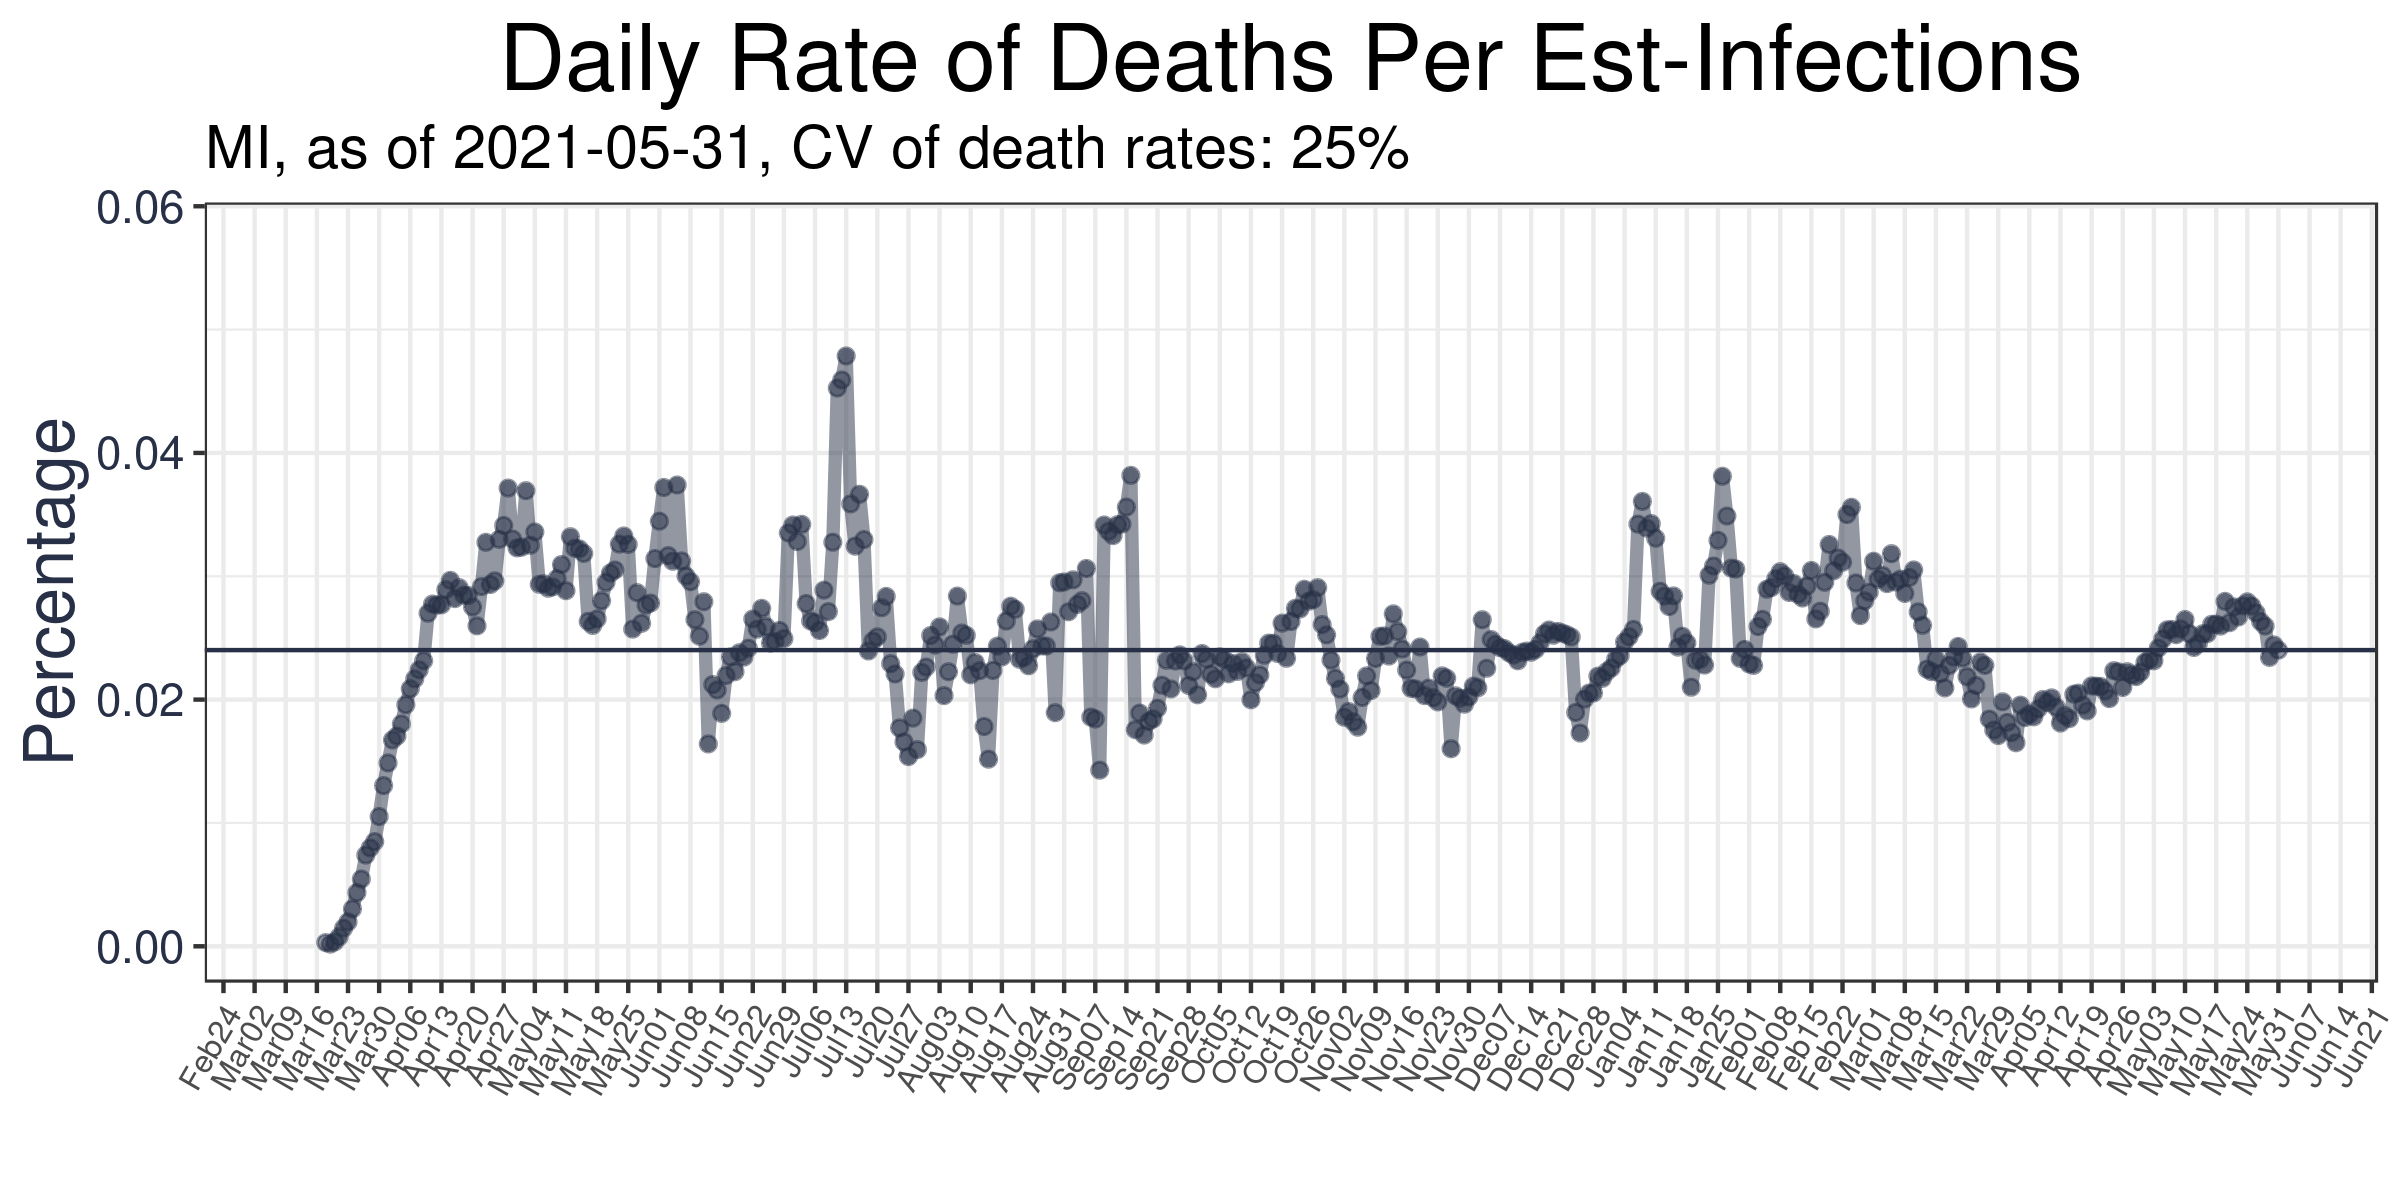 Daily Rate of Deaths Per Est-Infections
MI, as of 2021-05-31, CV of death rates: 25%
Percentage
0.06
0.04
0.02
0.00
Feb24
Mar02
Mar09
Mar16
Mar23
Mar30
Apr06
Apr13
Apr20
Apr27
May04
May11
May18
May25
Jun01
Jun08
Jun15
Jun22
Jun29
Jul06
Jul13
Jul20
Jul27
Aug03
Aug10
Aug17
Aug24
Aug31
Sep07
Sep14
Sep21
Sep28
Oct05
Oct12
Oct19
Oct26
Nov02
Nov09
Nov16
Nov23
Nov30
Dec07
Dec14
Dec21
Dec28
Jan04
Jan11
Jan18
Jan25
Feb01
Feb08
Feb15
Feb22
Mar01
Mar08
Mar15
Mar22
Mar29
Apr05
Apr12
Apr19
Apr26
May03
May10
May17
May24
May31
Jun07
Jun14
Jun21